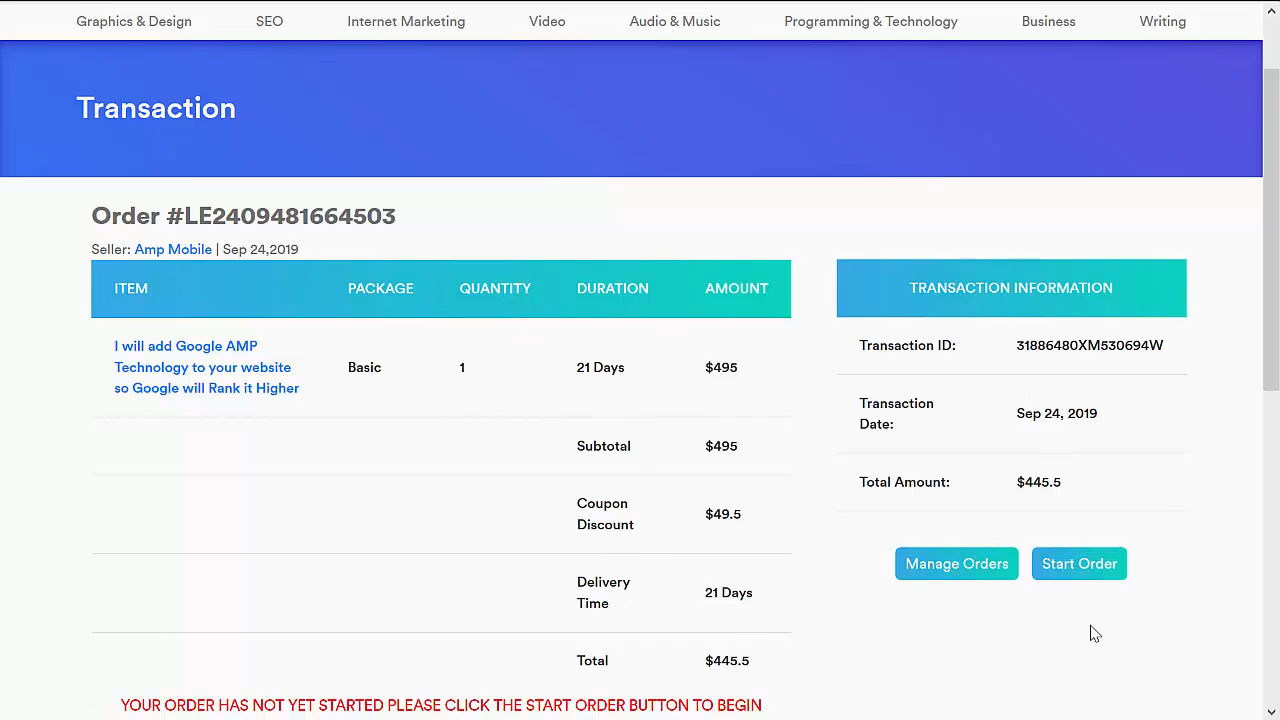 Graphics & Design SEO Internet Marketing Video Audio & Music Programming & Technology Business Writing
Transaction
Order #LE2409481664503
Seller: Amp Mobile | Sep 24,2019
ITEM PACKAGE QUANTITY DURATION AMOUNT
I will add Google AMP
Technology to your website
so Google will Rank it Higher
Basic 1 21 Days $495
Subtotal $495
Coupon
Discount
$49.5
Delivery
Time
21 Days
Total $445.5
YOUR ORDER HAS NOT YET STARTED PLEASE CLICK THE START ORDER BUTTON TO BEGIN
TRANSACTION INFORMATION
Transaction ID: 31886480XM530694W
Transaction
Date:
Sep 24, 2019
Total Amount: $445.5
Manage Orders Start Order